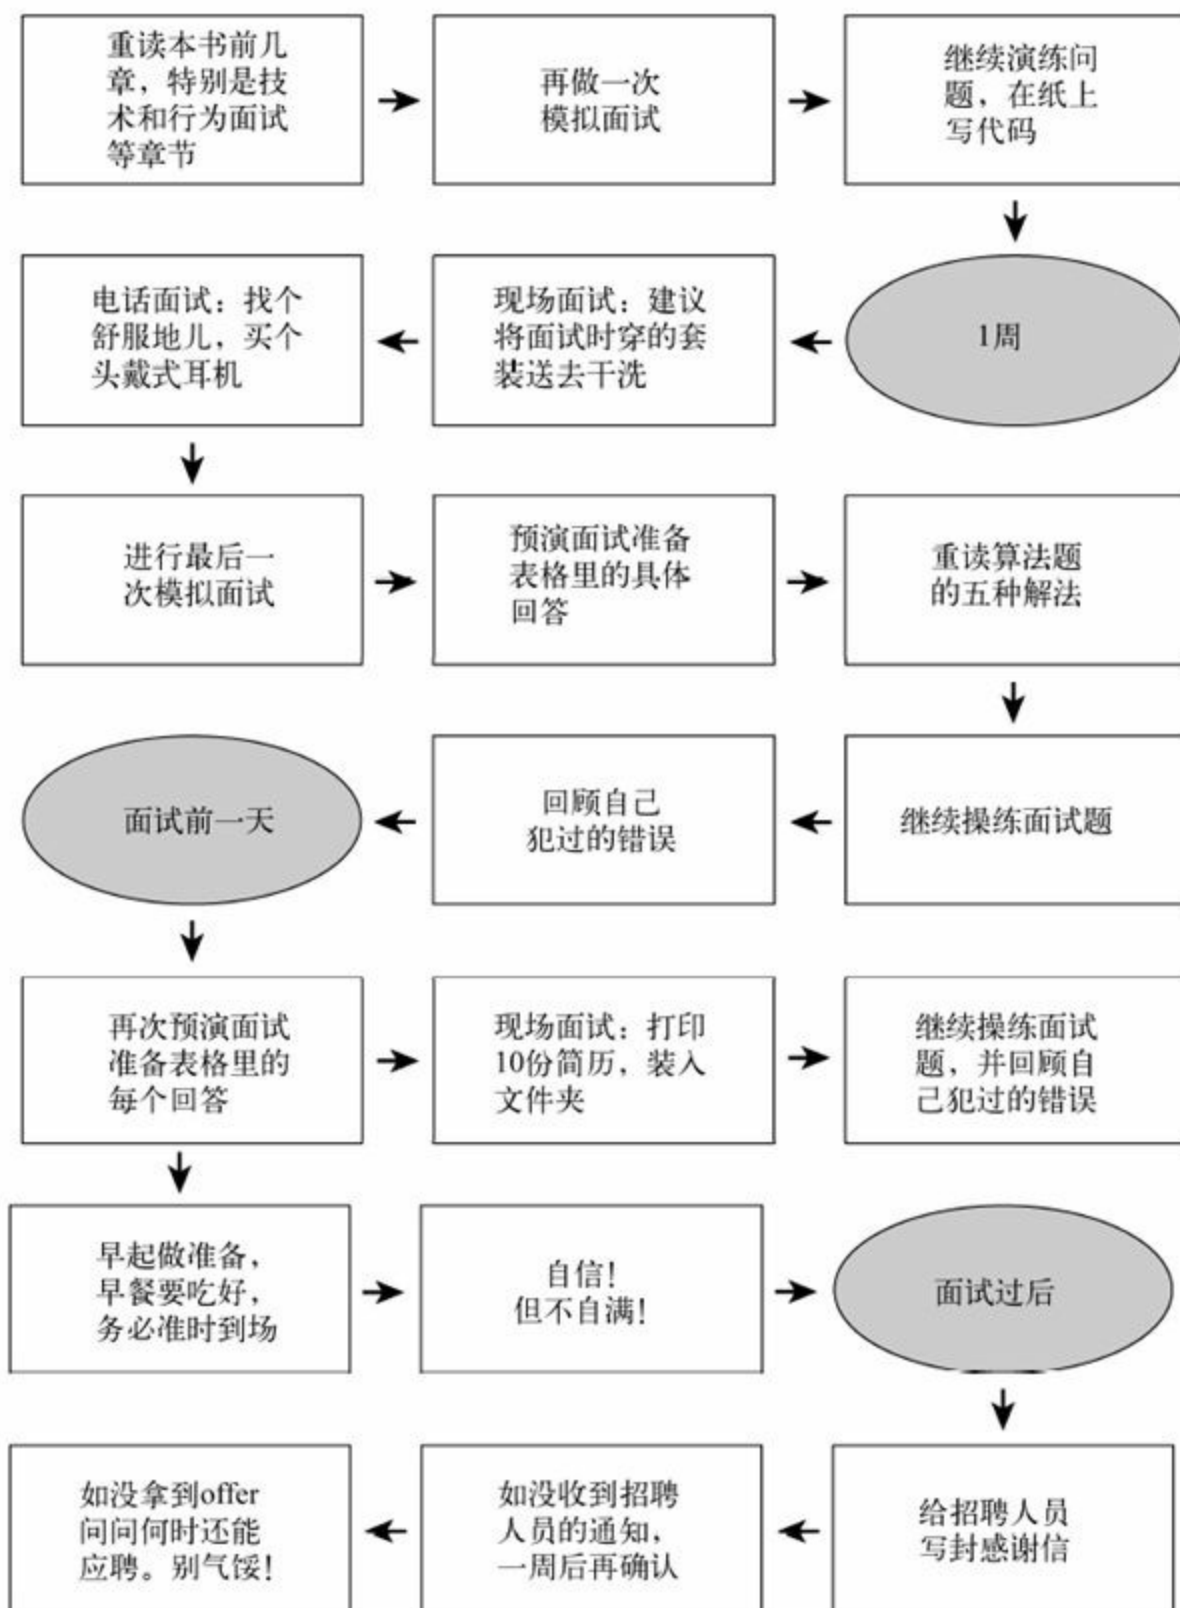 重读本书前几
章，特别是技
术和行为面试
等章节
再做一次
模拟面试
继续演练问
题，在纸上
写代码
电话面试：找个
舒服地儿，买个
头戴式耳机
现场面试：建议
将面试时穿的套
装送去干洗
1周
进行最后一
次模拟面试
预演面试准备
表格里的具体
回答
重读算法题
的五种解法
面试前一天
回顾自己
犯过的错误
继续操练面试题
再次预演面试
准备表格里的
每个回答
现场面试：打印
10份简历，装入
文件夹
继续操练面试
题，并回顾自
己犯过的错误
早起做准备，
早餐要吃好，
务必准时到场
自信！
但不自满！
面试过后
如没拿到offer
问问何时还能
应聘。别气馁！
如没收到招聘
人员的通知，
一周后再确认
给招聘人员
写封感谢信